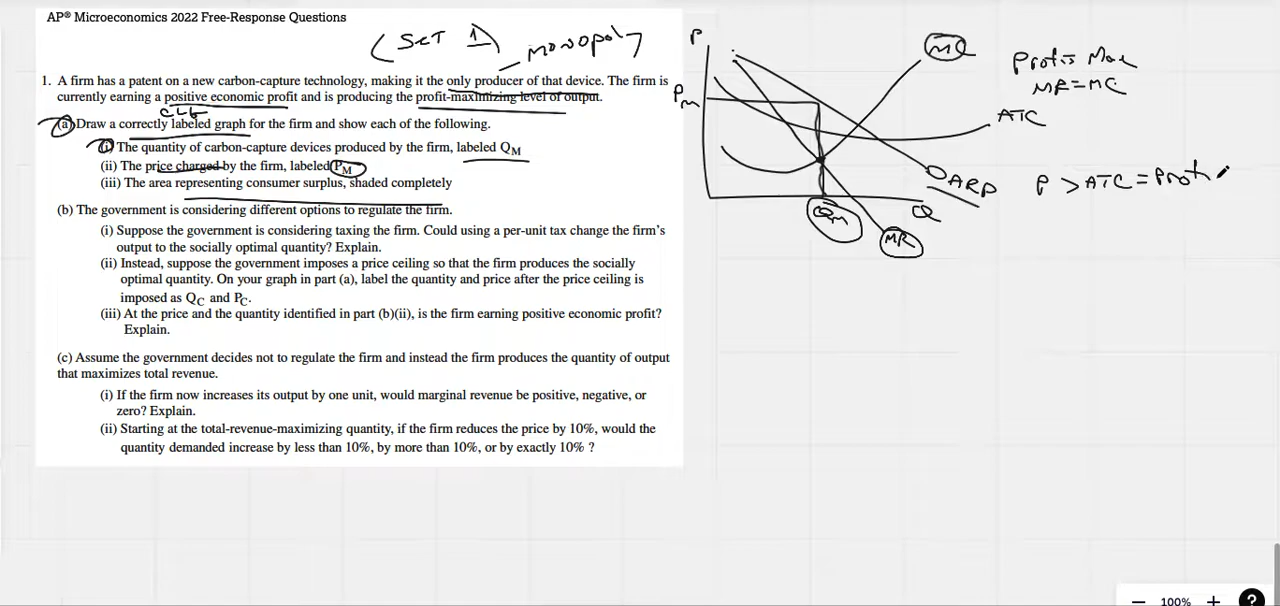 AP® Microeconomics 2022 Free-Response Questions
(SET 1)
monopoly
1. A firm has a patent on a new carbon-capture technology, making it the only producer of that device. The firm is
currently earning a positive economic profit and is producing the profit-maximizing level of output.
CLG
(a) Draw a correctly labeled graph for the firm and show each of the following.
(i) The quantity of carbon-capture devices produced by the firm, labeled QM
(ii) The price charged by the firm, labeled PM
(iii) The area representing consumer surplus, shaded completely
(b) The government is considering different options to regulate the firm.
(i) Suppose the government is considering taxing the firm. Could using a per-unit tax change the firm's
output to the socially optimal quantity? Explain.
(ii) Instead, suppose the government imposes a price ceiling so that the firm produces the socially
optimal quantity. On your graph in part (a), label the quantity and price after the price ceiling is
imposed as QC and PC.
(iii) At the price and the quantity identified in part (b)(ii), is the firm earning positive economic profit?
Explain.
(c) Assume the government decides not to regulate the firm and instead the firm produces the quantity of output
that maximizes total revenue.
(i) If the firm now increases its output by one unit, would marginal revenue be positive, negative, or
zero? Explain.
(ii) Starting at the total-revenue-maximizing quantity, if the firm reduces the price by 10%, would the
quantity demanded increase by less than 10%, by more than 10%, or by exactly 10% ?
P
MC
Pm
ATC
DARP
Qm
Q
MR
Profit Max
MR=MC
P > ATC = Profi
100%